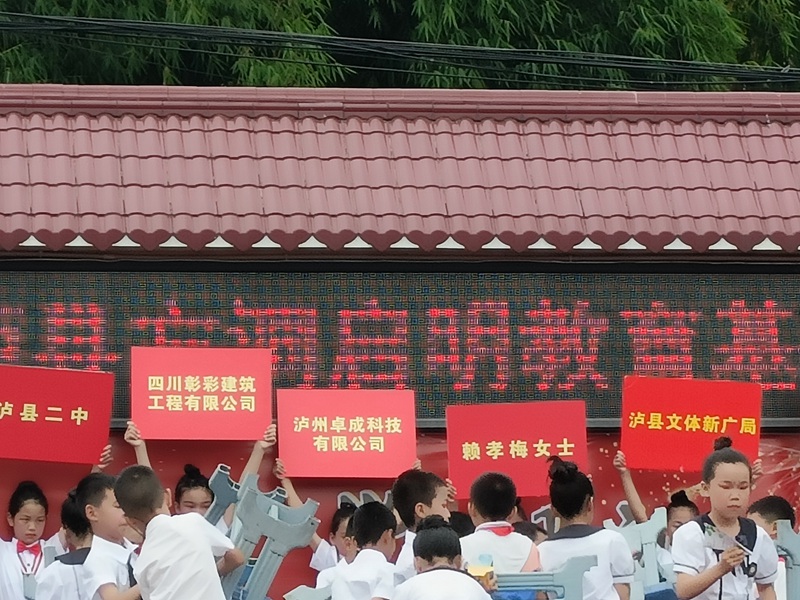 县玄洞启明教育基
泸县二中
四川彰彩建筑
工程有限公司
泸州卓成科技
有限公司
赖孝梅女士
泸县文体新广局